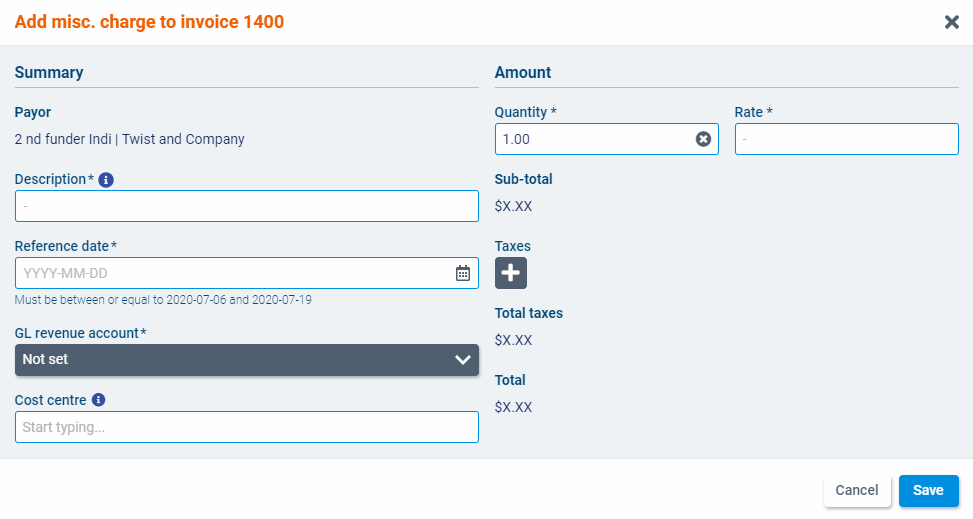 Add misc. charge to invoice 1400
Summary
Payor
2 nd funder Indi | Twist and Company
Description*
-
Reference date*
YYYY-MM-DD
Must be between or equal to 2020-07-06 and 2020-07-19
GL revenue account*
Not set
Cost centre
Start typing...
Amount
Quantity * Rate *
1.00 -
Sub-total
$X.XX
Taxes
Total taxes
$X.XX
Total
$X.XX
Cancel Save